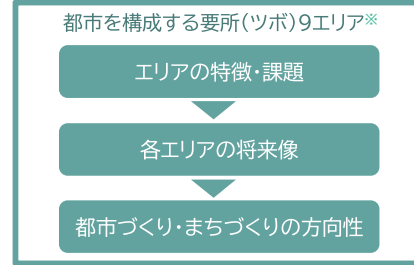 都市を構成する要所(ツボ)9エリア※
エリアの特徴・課題
各エリアの将来像
都市づくり・まちづくりの方向性